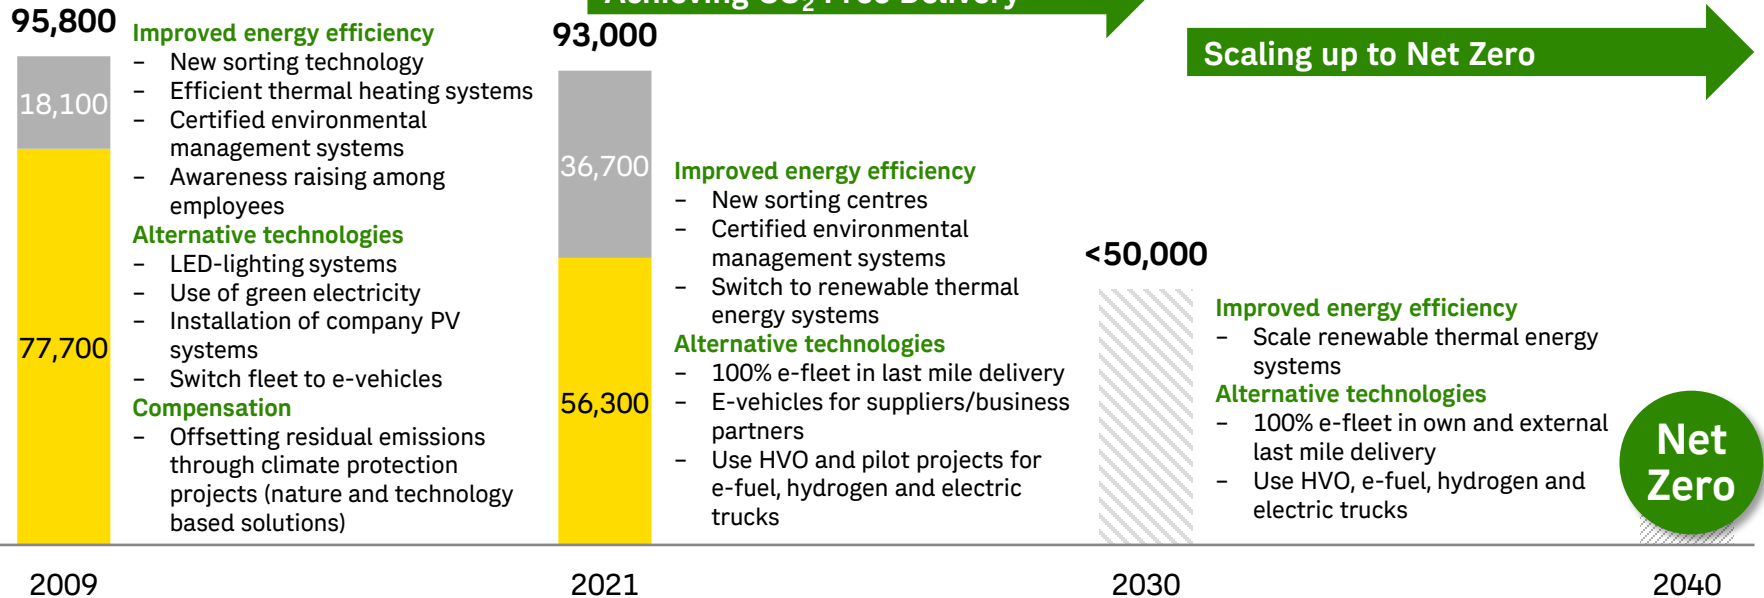 Achieving CO2 Free Delivery
Scaling up to Net Zero
95,800
18,100
77,700
Improved energy efficiency
– New sorting technology
– Efficient thermal heating systems
– Certified environmental
management systems
– Awareness raising among
employees
Alternative technologies
– LED-lighting systems
– Use of green electricity
– Installation of company PV
systems
– Switch fleet to e-vehicles
Compensation
– Offsetting residual emissions
through climate protection
projects (nature and technology
based solutions)
93,000
36,700
56,300
Improved energy efficiency
– New sorting centres
– Certified environmental
management systems
– Switch to renewable thermal
energy systems
Alternative technologies
– 100% e-fleet in last mile delivery
– E-vehicles for suppliers/business
partners
– Use HVO and pilot projects for
e-fuel, hydrogen and electric
trucks
<50,000
Improved energy efficiency
– Scale renewable thermal energy
systems
Alternative technologies
– 100% e-fleet in own and external
last mile delivery
– Use HVO, e-fuel, hydrogen and
electric trucks
Net
Zero
2009
2021
2030
2040